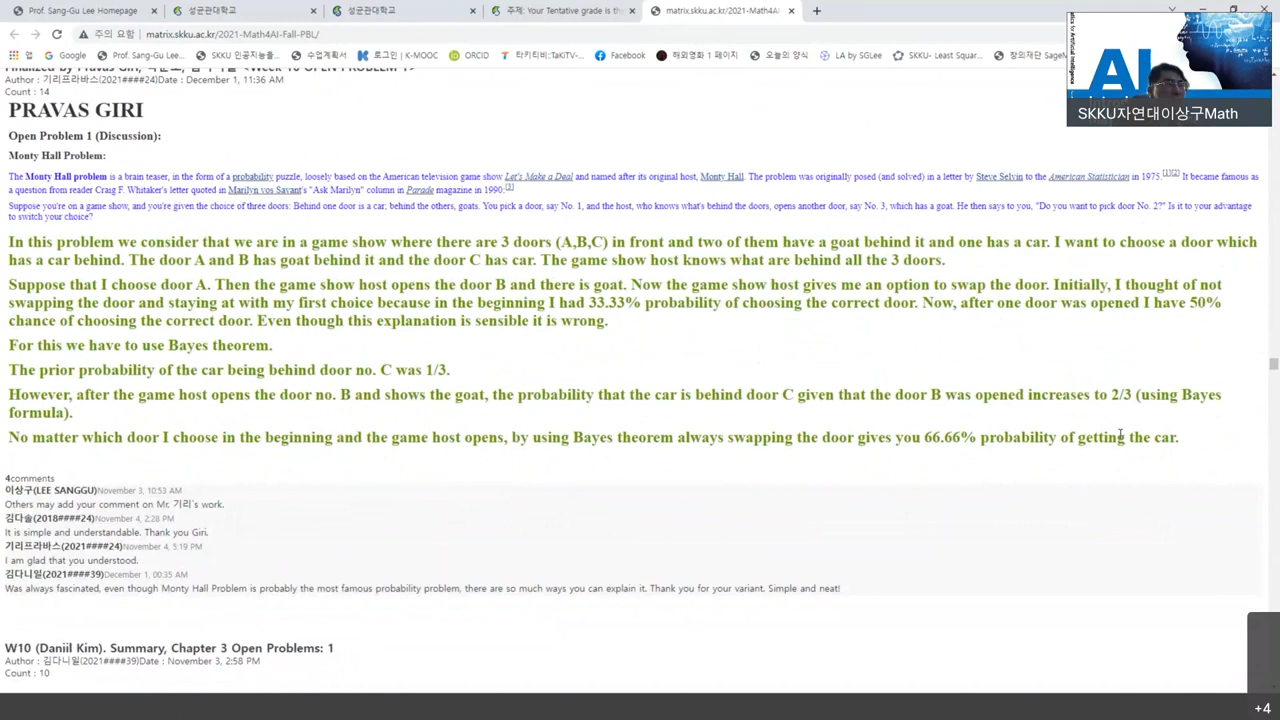 Prof. Sang-Gu Lee Homepage
성균관대학교
성균관대학교
주제: Your Tentative grade is the
matrix.skku.ac.kr/2021-Math4AI
주의 요함
matrix.skku.ac.kr/2021-Math4AI-Fall-PBL/
Google
Prof. Sang-Gu Lee...
SKKU 인공지능총...
수업계획서
로그인 | K-MOOC
ORCID
타키티비::TaKiTV-...
Facebook
해외영화 1 페이지
오늘의 양식
LA by SGLee
SKKU- Least Squar...
창의재단
AI
SKKU자연대이상구Math
Author : 기리프라바스(2021####24)Date : December 1, 11:36 AM
Count : 14
PRAVAS GIRI
Open Problem 1 (Discussion):
Monty Hall Problem:
The Monty Hall problem is a brain teaser, in the form of a probability puzzle, loosely based on the American television game show Let's Make a Deal and named after its original host, Monty Hall. The problem was originally posed (and solved) in a letter by Steve Selvin to the American Statistician in 1975.[1][2] It became famous as
a question from reader Craig F. Whitaker's letter quoted in Marilyn vos Savant's "Ask Marilyn" column in Parade magazine in 1990:[3]
Suppose you're on a game show, and you're given the choice of three doors: Behind one door is a car; behind the others, goats. You pick a door, say No. 1, and the host, who knows what's behind the doors, opens another door, say No. 3, which has a goat. He then says to you, "Do you want to pick door No. 2?" Is it to your advantage
to switch your choice?
In this problem we consider that we are in a game show where there are 3 doors (A,B,C) in front and two of them have a goat behind it and one has a car. I want to choose a door which
has a car behind. The door A and B has goat behind it and the door C has car. The game show host knows what are behind all the 3 doors.
Suppose that I choose door A. Then the game show host opens the door B and there is goat. Now the game show host gives me an option to swap the door. Initially, I thought of not
swapping the door and staying at with my first choice because in the beginning I had 33.33% probability of choosing the correct door. Now, after one door was opened I have 50%
chance of choosing the correct door. Even though this explanation is sensible it is wrong.
For this we have to use Bayes theorem.
The prior probability of the car being behind door no. C was 1/3.
However, after the game host opens the door no. B and shows the goat, the probability that the car is behind door C given that the door B was opened increases to 2/3 (using Bayes
formula).
No matter which door I choose in the beginning and the game host opens, by using Bayes theorem always swapping the door gives you 66.66% probability of getting the car.
4comments
이상구(LEE SANGGU)November 3, 10:53 AM
Others may add your comment on Mr. 기리's work.
김다솔(2018####24)November 4, 2:28 PM
It is simple and understandable. Thank you Giri.
기리프라바스(2021####24)November 4, 5:19 PM
I am glad that you understood.
김다니일(2021####39)December 1, 00:35 AM
Was always fascinated, even though Monty Hall Problem is probably the most famous probability problem, there are so much ways you can explain it. Thank you for your variant. Simple and neat!
W10 (Daniil Kim). Summary, Chapter 3 Open Problems: 1
Author : 김다니일(2021####39)Date : November 3, 2:58 PM
Count : 10
+4